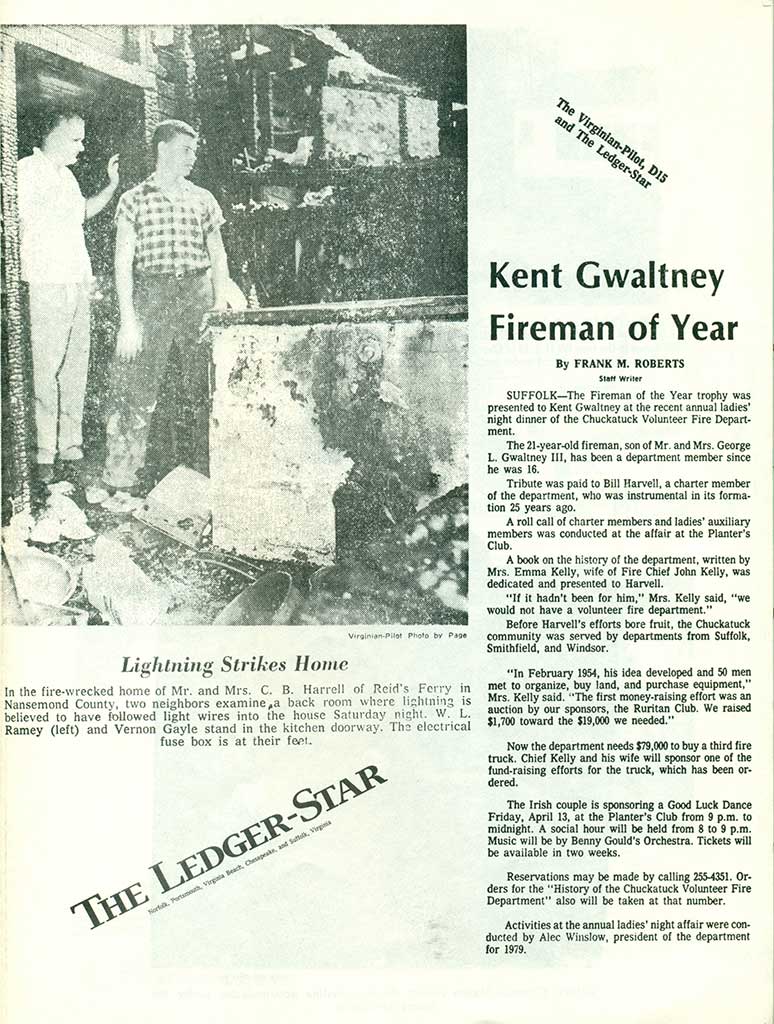 The Virginian-Pilot, D15
and The Ledger-Star
Kent Gwaltney
Fireman of Year
By FRANK M. ROBERTS
Staff Writer
SUFFOLK—The Fireman of the Year trophy was
presented to Kent Gwaltney at the recent annual ladies'
night dinner of the Chuckatuck Volunteer Fire Depart-
ment.
The 21-year-old fireman, son of Mr. and Mrs. George
L. Gwaltney III, has been a department member since
he was 16.
Tribute was paid to Bill Harvell, a charter member
of the department, who was instrumental in its forma-
tion 25 years ago.
A roll call of charter members and ladies' auxiliary
members was conducted at the affair at the Planter's
Club.
A book on the history of the department, written by
Mrs. Emma Kelly, wife of Fire Chief John Kelly, was
dedicated and presented to Harvell.
"If it hadn't been for him," Mrs. Kelly said, "we
would not have a volunteer fire department."
Before Harvell's efforts bore fruit, the Chuckatuck
community was served by departments from Suffolk,
Smithfield, and Windsor.
"In February 1954, his idea developed and 50 men
met to organize, buy land, and purchase equipment,"
Mrs. Kelly said. "The first money-raising effort was an
auction by our sponsors, the Ruritan Club. We raised
$1,700 toward the $19,000 we needed."
Now the department needs $79,000 to buy a third fire
truck. Chief Kelly and his wife will sponsor one of the
fund-raising efforts for the truck, which has been or-
dered.
The Irish couple is sponsoring a Good Luck Dance
Friday, April 13, at the Planter's Club from 9 p.m. to
midnight. A social hour will be held from 8 to 9 p.m.
Music will be by Benny Gould's Orchestra. Tickets will
be available in two weeks.
Reservations may be made by calling 255-4351. Or-
ders for the "History of the Chuckatuck Volunteer Fire
Department" also will be taken at that number.
Activities at the annual ladies' night affair were con-
ducted by Alec Winslow, president of the department
for 1979.
Virginian-Pilot Photo by Page
Lightning Strikes Home
In the fire-wrecked home of Mr. and Mrs. C. B. Harrell of Reid's Ferry in
Nansemond County, two neighbors examine a back room where lightning is
believed to have followed light wires into the house Saturday night. W. L.
Ramey (left) and Vernon Gayle stand in the kitchen doorway. The electrical
fuse box is at their feet.
THE LEDGER-STAR
Norfolk, Portsmouth, Virginia Beach, Chesapeake, and Suffolk, Virginia